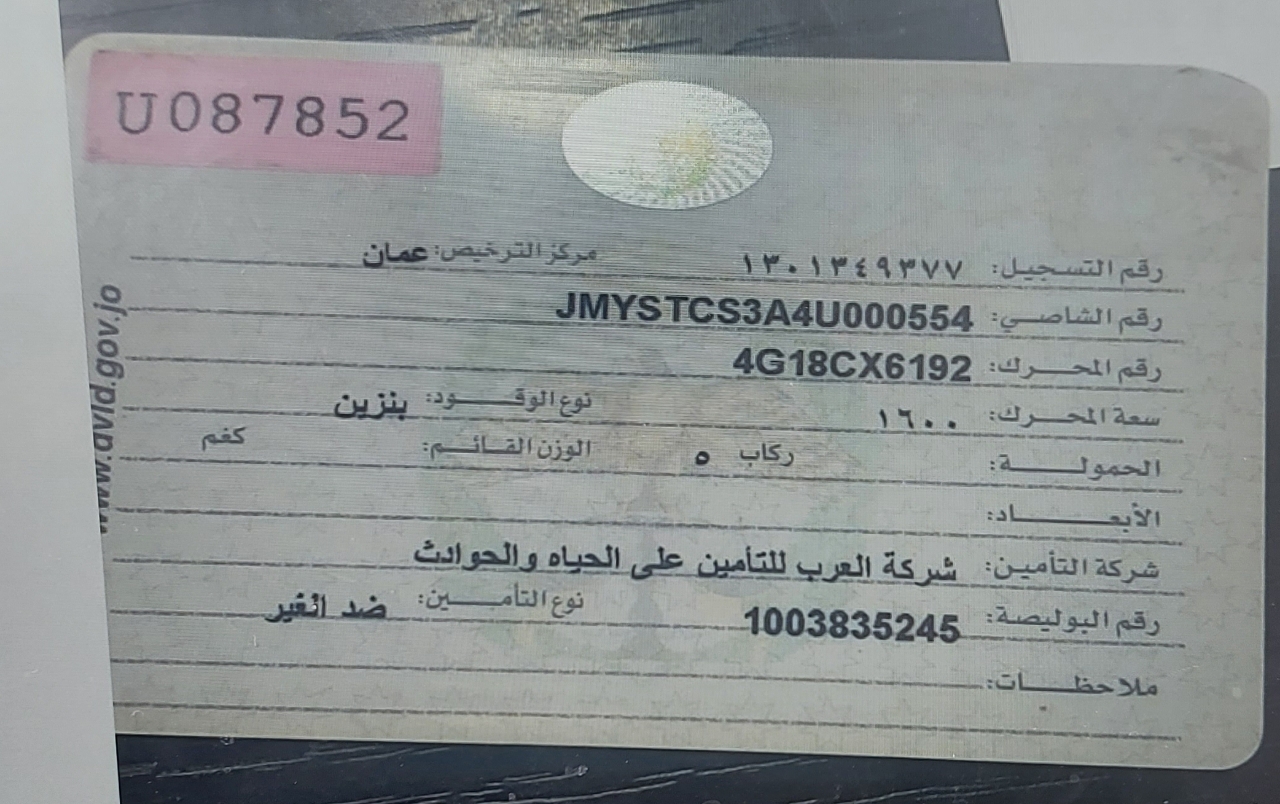 U087852
رقم التسجيل: ١٣٠١٣٤٩٣٧٧ مركز الترخيص: عمان
رقم الشاصي: JMYSTCS3A4U000554
رقم المحرك: 4G18CX6192
سعة المحرك: ١٦٠٠ نوع الوقود: بنزين
الحمولة: ركاب ٥ الوزن القائم: كغم
الأبعاد:
شركة التأمين: شركة العرب للتأمين على الحياه والحوادث
رقم البوليصة: 1003835245 نوع التأمين: ضد الغير
ملاحظات:
www.dvld.gov.jo